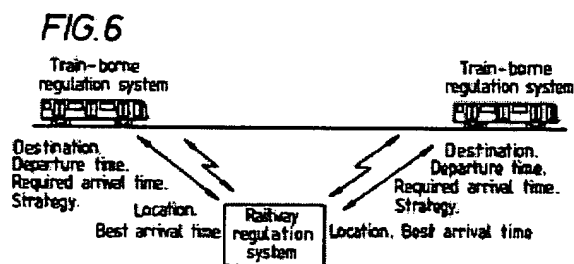 FIG.6
Train-borne
regulation system
Train-borne
regulation system
Destination.
Departure time.
Required arrival time.
Strategy.
Location.
Best arrival time
Railway
regulation
system
Destination.
Departure time.
Required arrival time.
Strategy.
Location, Best arrival time